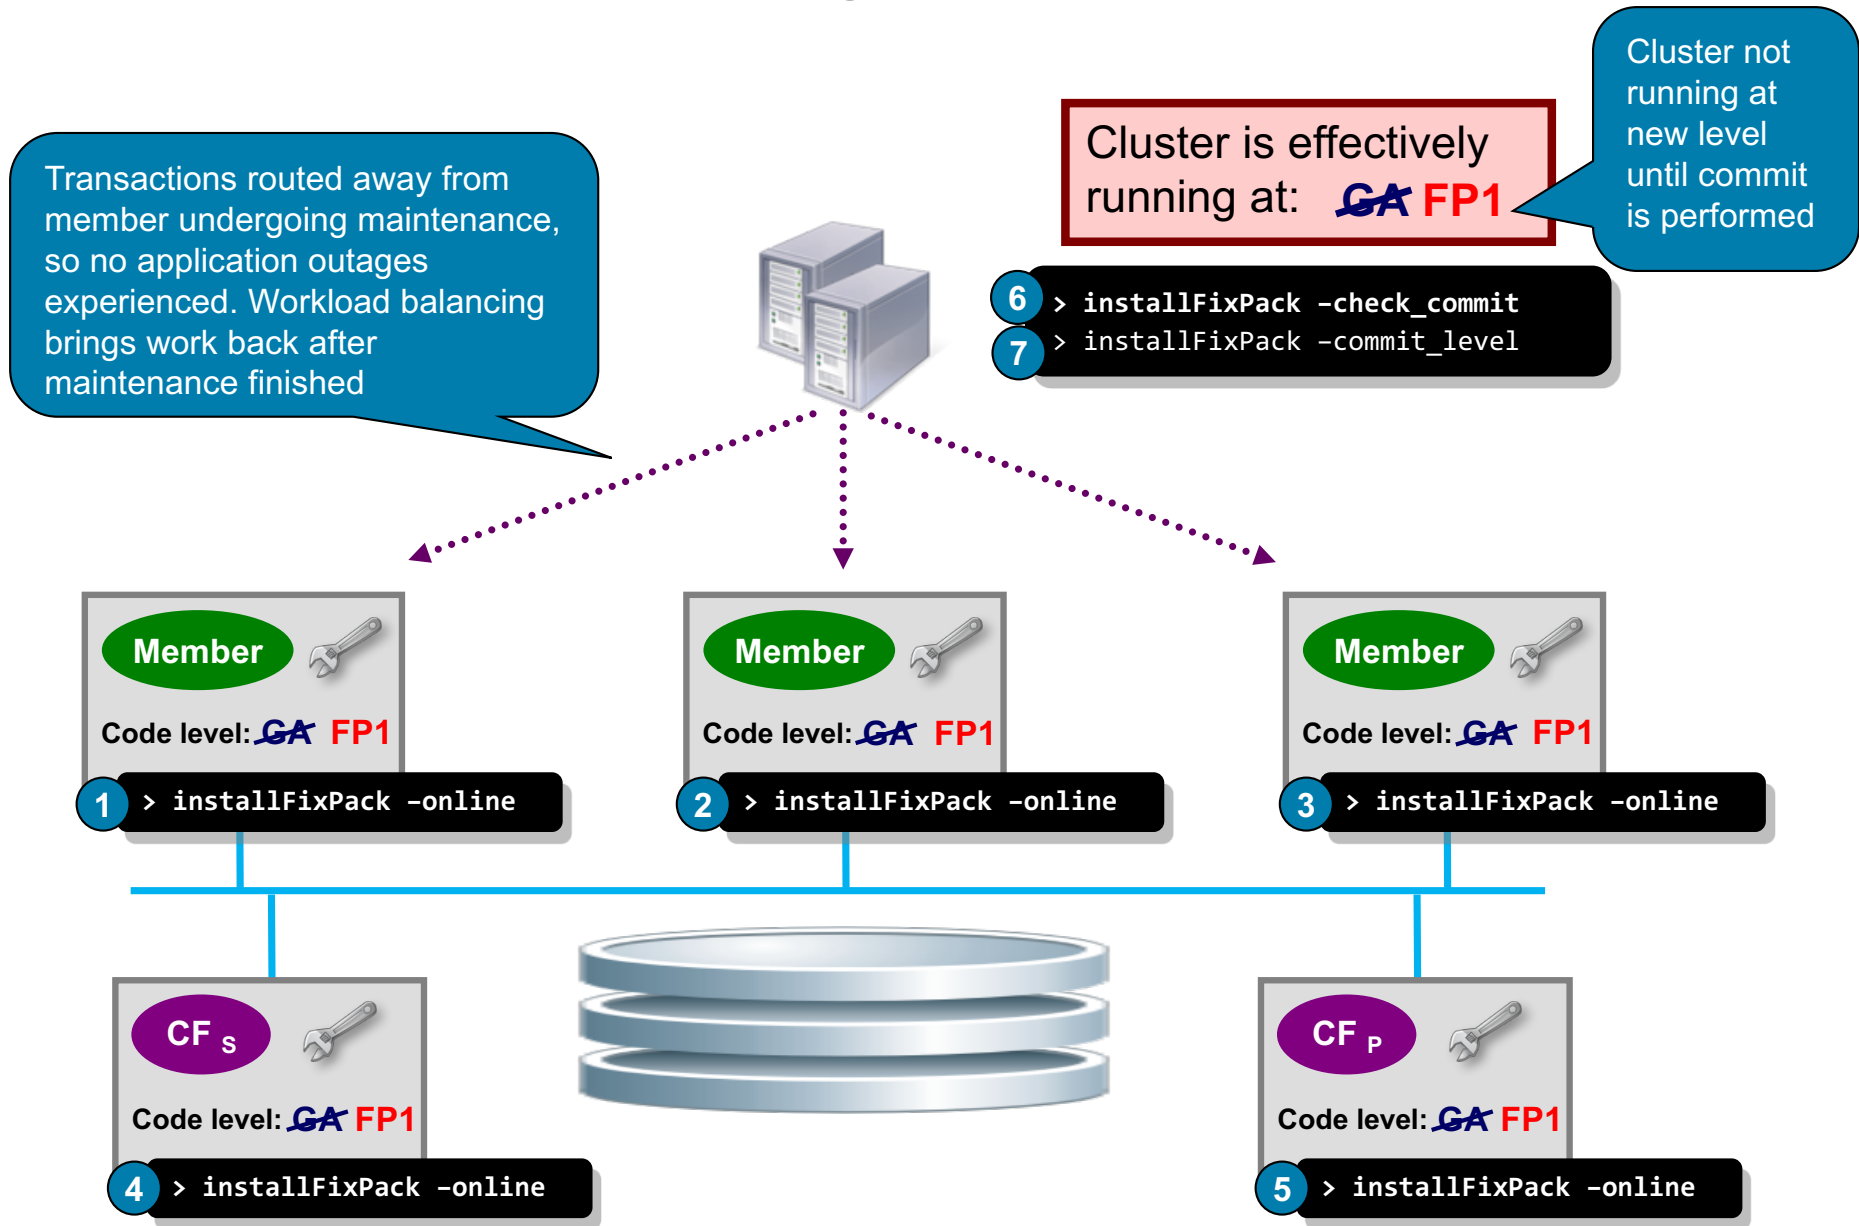 Cluster not
running at
new level
until commit
is performed
Cluster is effectively
running at: GA FP1
Transactions routed away from
member undergoing maintenance,
so no application outages
experienced. Workload balancing
brings work back after
maintenance finished
6 > installFixPack –check_commit
7 > installFixPack –commit_level
Member
Code level: GA FP1
1 > installFixPack –online
Member
Code level: GA FP1
2 > installFixPack –online
Member
Code level: GA FP1
3 > installFixPack –online
CF S
Code level: GA FP1
4 > installFixPack –online
CF P
Code level: GA FP1
5 > installFixPack –online